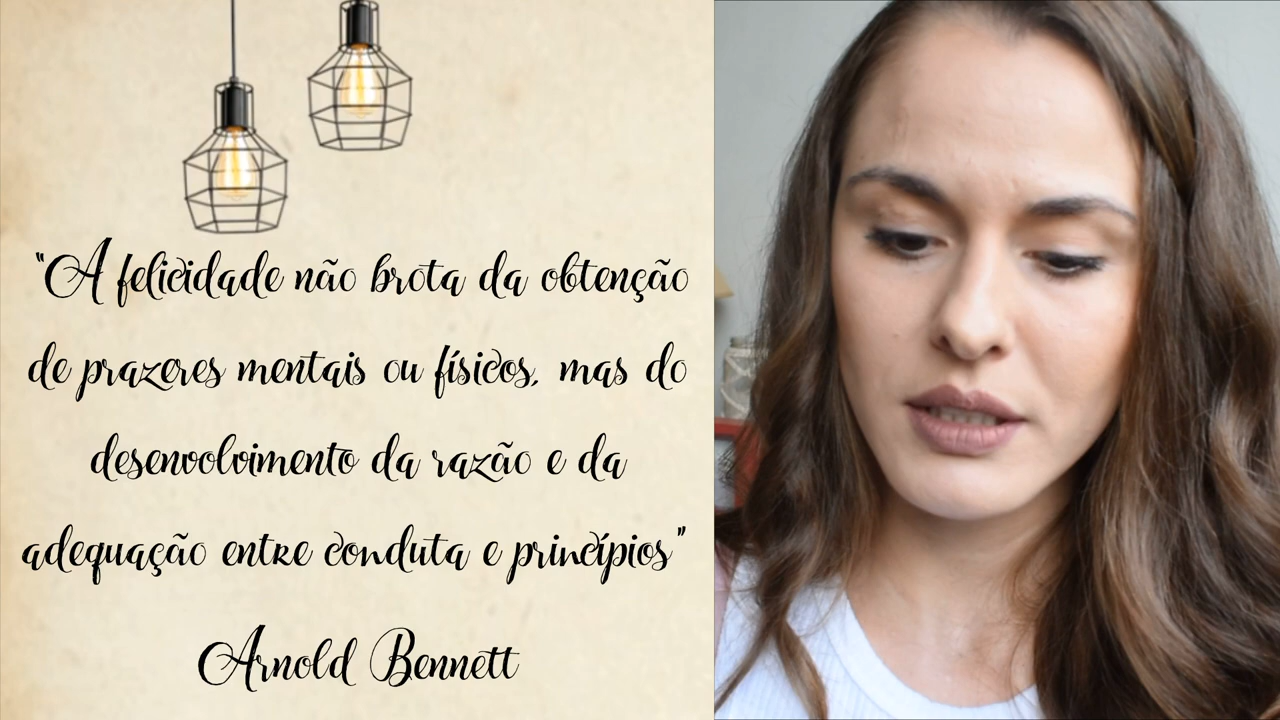 "A felicidade não brota da obtenção
de prazeres mentais ou físicos, mas do
desenvolvimento da razão e da
adequação entre conduta e princípios"
Arnold Bennett